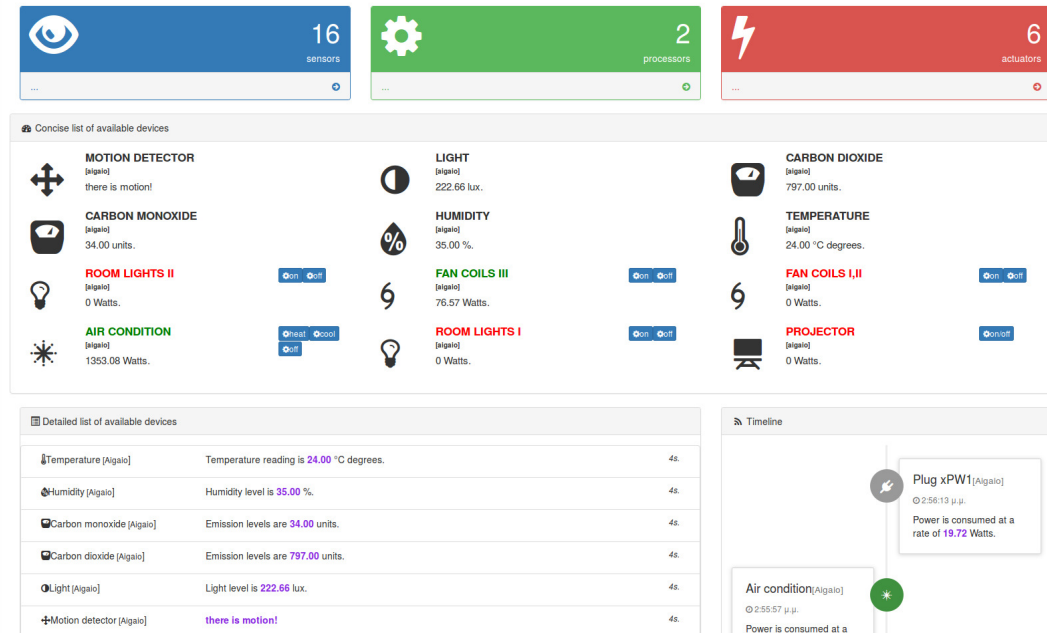 16
sensors
...
2
processors
...
6
actuators
...
Concise list of available devices
MOTION DETECTOR
[aigaio]
there is motion!
LIGHT
[aigaio]
222.66 lux.
CARBON DIOXIDE
[aigaio]
797.00 units.
CARBON MONOXIDE
[aigaio]
34.00 units.
HUMIDITY
[aigaio]
35.00 %.
TEMPERATURE
[aigaio]
24.00 °C degrees.
ROOM LIGHTS II
[aigaio]
0 Watts.
on off
FAN COILS III
[aigaio]
76.57 Watts.
on off
FAN COILS I,II
[aigaio]
0 Watts.
on off
AIR CONDITION
[aigaio]
1353.08 Watts.
heat cool
off
ROOM LIGHTS I
[aigaio]
0 Watts.
on off
PROJECTOR
[aigaio]
0 Watts.
on/off
Detailed list of available devices
Temperature [Aigaio] Temperature reading is 24.00 °C degrees. 4s.
Humidity [Aigaio] Humidity level is 35.00 %. 4s.
Carbon monoxide [Aigaio] Emission levels are 34.00 units. 4s.
Carbon dioxide [Aigaio] Emission levels are 797.00 units. 4s.
Light [Aigaio] Light level is 222.66 lux. 4s.
Motion detector [Aigaio] there is motion! 4s.
Timeline
Plug xPW1[Aigaio]
2:56:13 μ.μ.
Power is consumed at a
rate of 19.72 Watts.
Air condition[Aigaio]
2:55:57 μ.μ.
Power is consumed at a